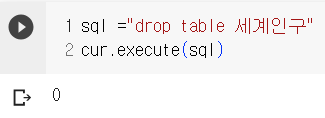 1 sql ="drop table 세계인구"
2 cur.execute(sql)
0